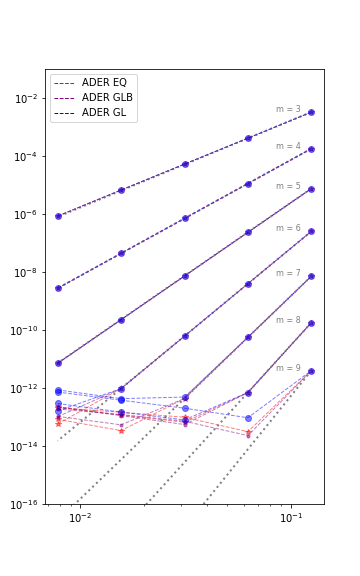 ADER EQ
ADER GLB
ADER GL
m = 3
m = 4
m = 5
m = 6
m = 7
m = 8
m = 9
10⁻²
10⁻⁴
10⁻⁶
10⁻⁸
10⁻¹⁰
10⁻¹²
10⁻¹⁴
10⁻¹⁶
10⁻² 10⁻¹